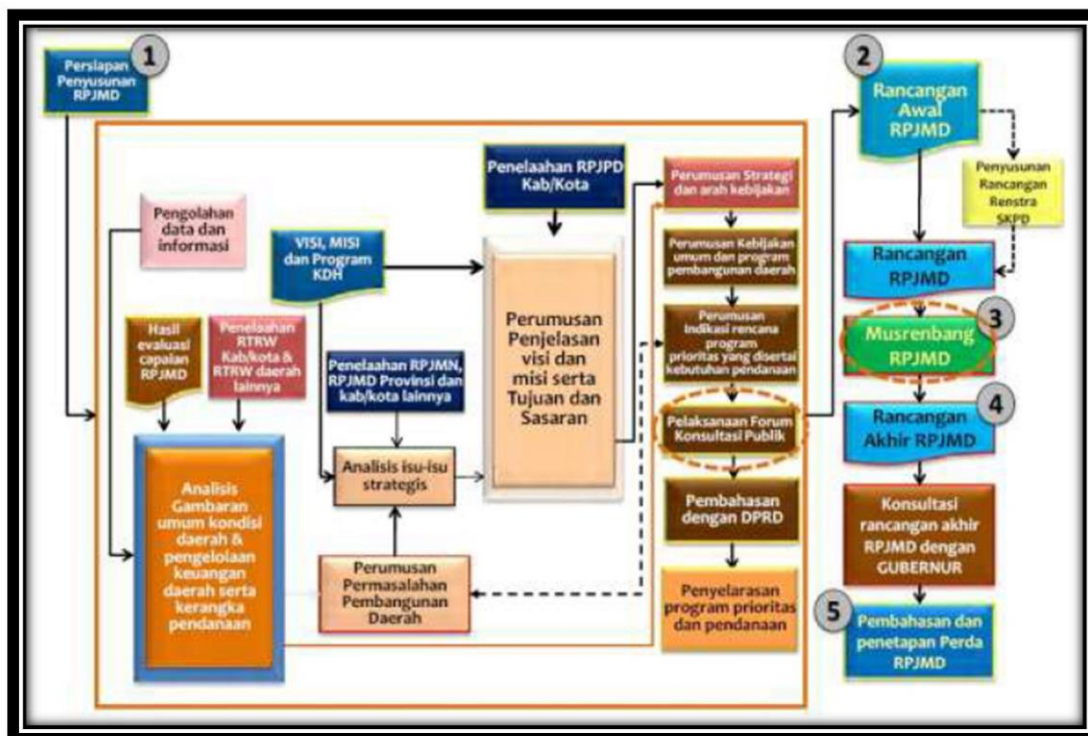 1
Persiapan
Penyusunan
RPJMD
Pengolahan
data dan
informasi
VISI, MISI
dan Program
KDH
Hasil
evaluasi
capaian
RPJMD
Penelaahan
RTRW
Kab/kota &
RTRW daerah
lainnya
Analisis
Gambaran
umum kondisi
daerah &
pengelolaan
keuangan
daerah serta
kerangka
pendanaan
Penelaahan RPJMN,
RPJMD Provinsi dan
kab/kota lainnya
Analisis isu-isu
strategis
Perumusan
Permasalahan
Pembangunan
Daerah
Penelaahan RPJPD
Kab/Kota
Perumusan
Penjelasan
visi dan
misi serta
Tujuan dan
Sasaran
Perumusan Strategi
dan arah kebijakan
Perumusan Kebijakan
umum dan program
pembangunan daerah
Perumusan
Indikasi rencana
program
prioritas yang disertai
kebutuhan pendanaan
Pelaksanaan Forum
Konsultasi Publik
Pembahasan
dengan DPRD
Penyelarasan
program prioritas
dan pendanaan
2
Rancangan
Awal
RPJMD
Penyusunan
Rancangan
Renstra
SKPD
Rancangan
RPJMD
3
Musrenbang
RPJMD
4
Rancangan
Akhir RPJMD
Konsultasi
rancangan akhir
RPJMD dengan
GUBERNUR
5
Pembahasan dan
penetapan Perda
RPJMD